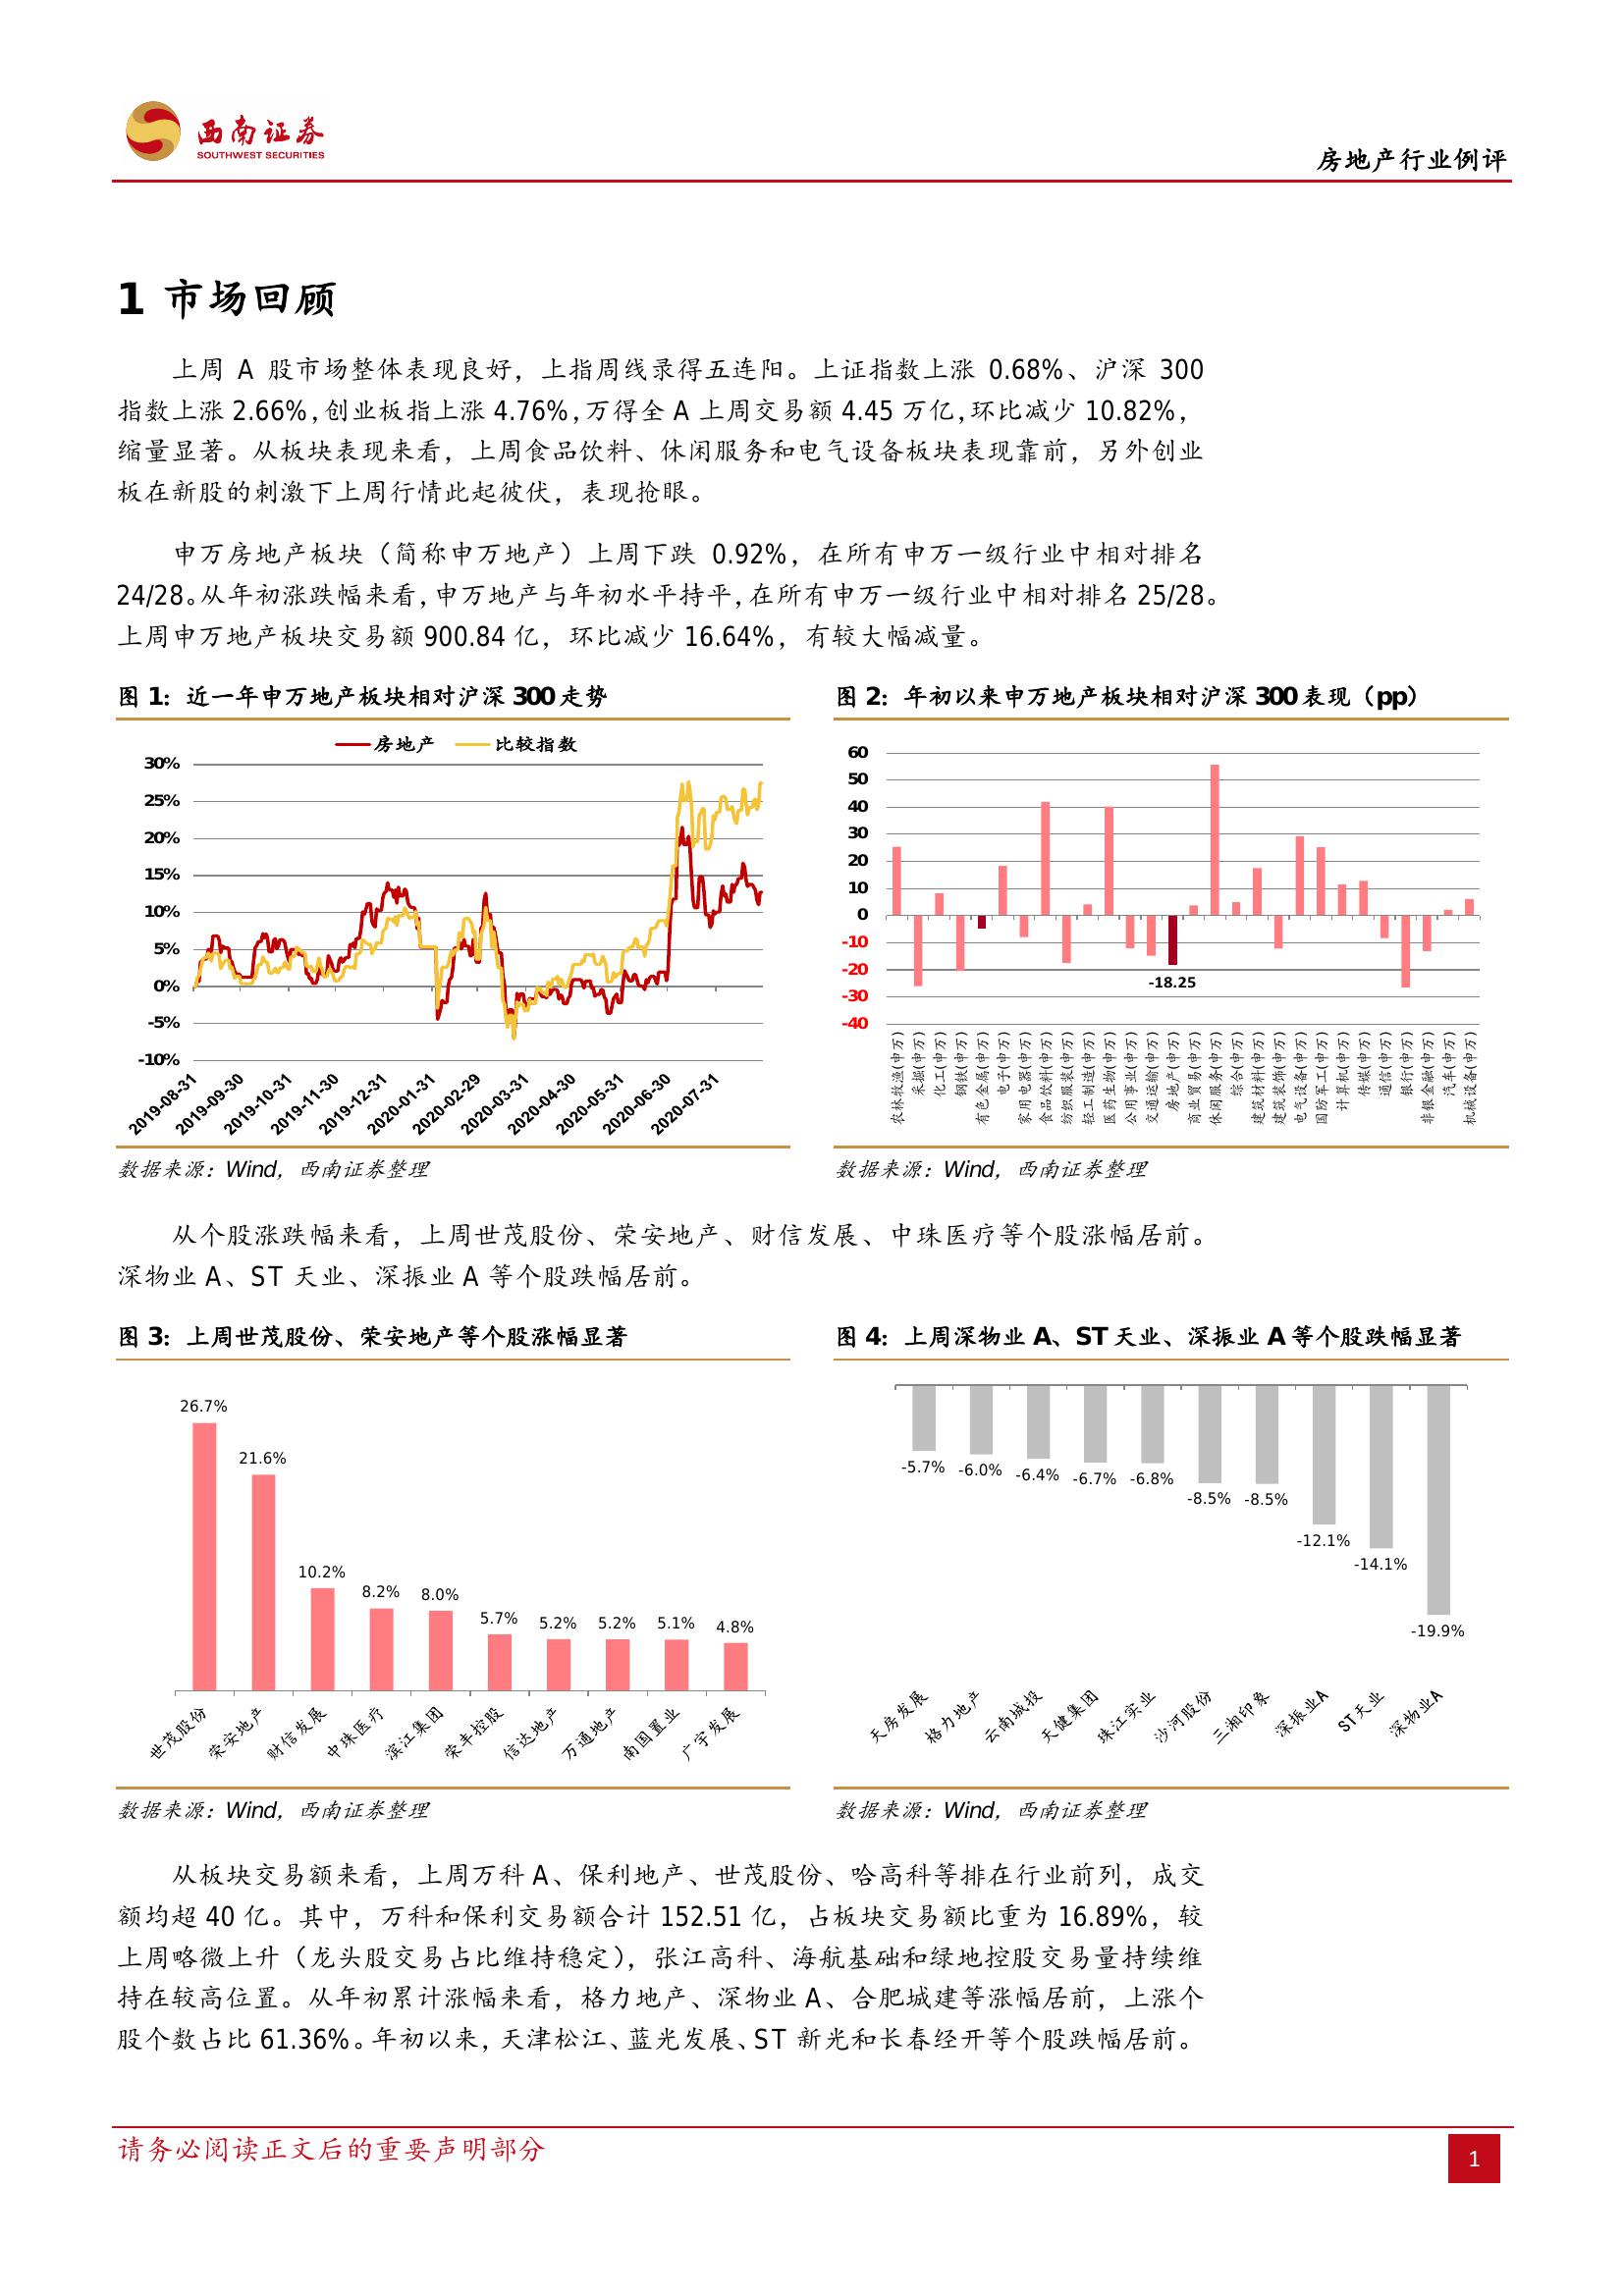 西南证券
SOUTHWEST SECURITIES
房地产行业例评
1 市场回顾
上周 A 股市场整体表现良好，上指周线录得五连阳。上证指数上涨 0.68%、沪深 300
指数上涨 2.66%，创业板指上涨 4.76%，万得全 A 上周交易额 4.45 万亿，环比减少 10.82%，
缩量显著。从板块表现来看，上周食品饮料、休闲服务和电气设备板块表现靠前，另外创业
板在新股的刺激下上周行情此起彼伏，表现抢眼。
申万房地产板块（简称申万地产）上周下跌 0.92%，在所有申万一级行业中相对排名
24/28。从年初涨跌幅来看，申万地产与年初水平持平，在所有申万一级行业中相对排名 25/28。
上周申万地产板块交易额 900.84 亿，环比减少 16.64%，有较大幅减量。
图 1：近一年申万地产板块相对沪深 300 走势
房地产 比较指数
30%
25%
20%
15%
10%
5%
0%
-5%
-10%
2019-08-31
2019-09-30
2019-10-31
2019-11-30
2019-12-31
2020-01-31
2020-02-29
2020-03-31
2020-04-30
2020-05-31
2020-06-30
2020-07-31
数据来源：Wind，西南证券整理
图 2：年初以来申万地产板块相对沪深 300 表现（pp）
60
50
40
30
20
10
0
-10
-20
-30
-40
-18.25
农林牧渔(申万)
采掘(申万)
化工(申万)
钢铁(申万)
有色金属(申万)
电子(申万)
家用电器(申万)
食品饮料(申万)
纺织服装(申万)
轻工制造(申万)
医药生物(申万)
公用事业(申万)
交通运输(申万)
房地产(申万)
商业贸易(申万)
休闲服务(申万)
综合(申万)
建筑材料(申万)
建筑装饰(申万)
电气设备(申万)
国防军工(申万)
计算机(申万)
传媒(申万)
通信(申万)
银行(申万)
非银金融(申万)
汽车(申万)
机械设备(申万)
数据来源：Wind，西南证券整理
从个股涨跌幅来看，上周世茂股份、荣安地产、财信发展、中珠医疗等个股涨幅居前。
深物业 A、ST 天业、深振业 A 等个股跌幅居前。
图 3：上周世茂股份、荣安地产等个股涨幅显著
26.7%
21.6%
10.2%
8.2%
8.0%
5.7%
5.2%
5.2%
5.1%
4.8%
世茂股份
荣安地产
财信发展
中珠医疗
滨江集团
荣丰控股
信达地产
万通地产
南国置业
广宇发展
数据来源：Wind，西南证券整理
图 4：上周深物业 A、ST 天业、深振业 A 等个股跌幅显著
-5.7%
-6.0%
-6.4%
-6.7%
-6.8%
-8.5%
-8.5%
-12.1%
-14.1%
-19.9%
天房发展
格力地产
云南城投
天健集团
珠江实业
沙河股份
三湘印象
深振业A
ST天业
深物业A
数据来源：Wind，西南证券整理
从板块交易额来看，上周万科 A、保利地产、世茂股份、哈高科等排在行业前列，成交
额均超 40 亿。其中，万科和保利交易额合计 152.51 亿，占板块交易额比重为 16.89%，较
上周略微上升（龙头股交易占比维持稳定），张江高科、海航基础和绿地控股交易量持续维
持在较高位置。从年初累计涨幅来看，格力地产、深物业 A、合肥城建等涨幅居前，上涨个
股个数占比 61.36%。年初以来，天津松江、蓝光发展、ST 新光和长春经开等个股跌幅居前。
请务必阅读正文后的重要声明部分
1